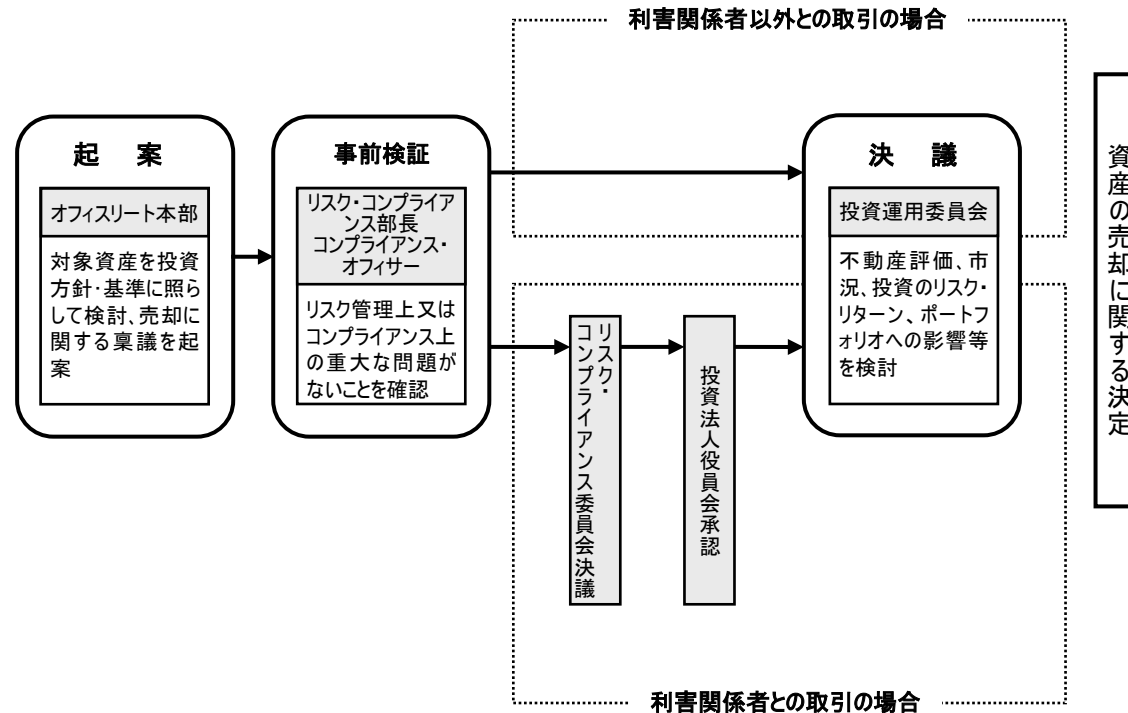 利害関係者以外との取引の場合
起　案
オフィスリート本部
対象資産を投資
方針・基準に照ら
して検討、売却に
関する稟議を起
案
事前検証
リスク・コンプライア
ンス部長
コンプライアンス・
オフィサー
リスク管理上又は
コンプライアンス上
の重大な問題が
ないことを確認
リスク・
コンプライアンス委員会決議
投資法人役員会承認
決　議
投資運用委員会
不動産評価、市
況、投資のリスク・
リターン、ポートフ
ォリオへの影響等
を検討
資産の売却に関する決定
利害関係者との取引の場合